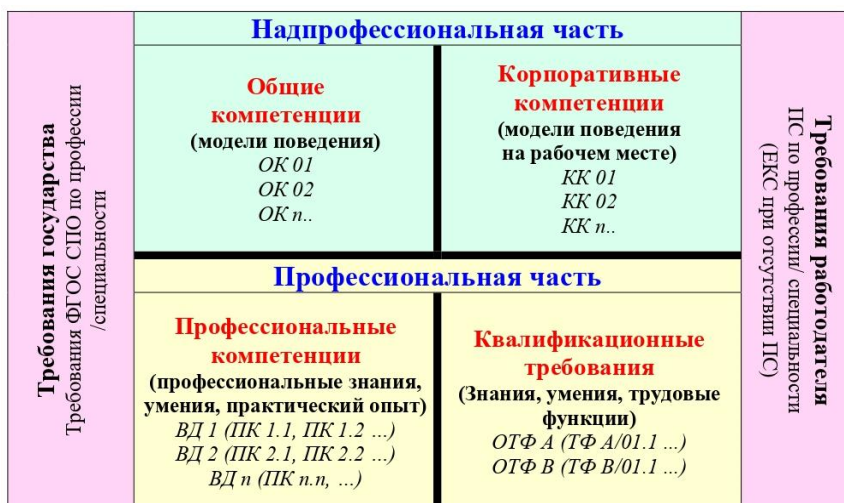 Требования государства
Требования ФГОС СПО по профессии
/специальности
Надпрофессиональная часть
Общие
компетенции
(модели поведения)
ОК 01
ОК 02
ОК n..
Корпоративные
компетенции
(модели поведения
на рабочем месте)
КК 01
КК 02
КК n..
Профессиональная часть
Профессиональные
компетенции
(профессиональные знания,
умения, практический опыт)
ВД 1 (ПК 1.1, ПК 1.2 ...)
ВД 2 (ПК 2.1, ПК 2.2 ...)
ВД n (ПК n.n, ...)
Квалификационные
требования
(Знания, умения, трудовые
функции)
ОТФ А (ТФ А/01.1 ...)
ОТФ В (ТФ В/01.1 ...)
Требования работодателя
ПС по профессии/ специальности
(ЕКС при отсутствии ПС)